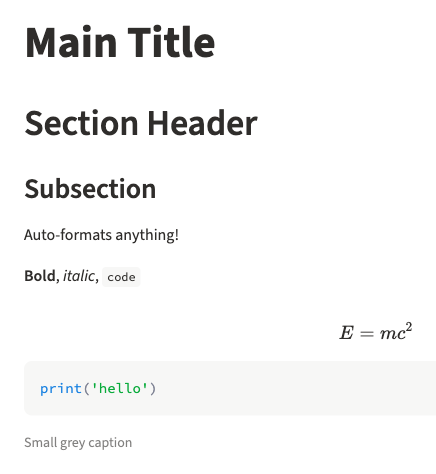 Main Title
Section Header
Subsection
Auto-formats anything!
Bold, italic, code
E = mc²
print('hello')
Small grey caption